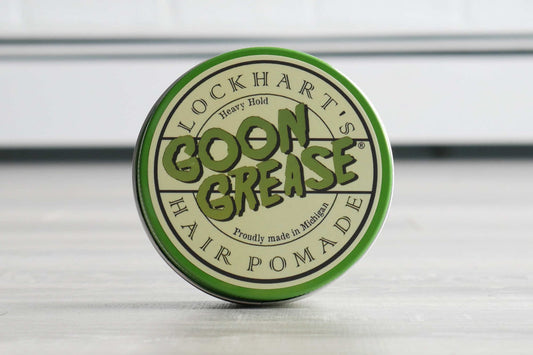 LOCKHART'S
Heavy Hold
GOON
GREASE®
Proudly made in Michigan
HAIR POMADE